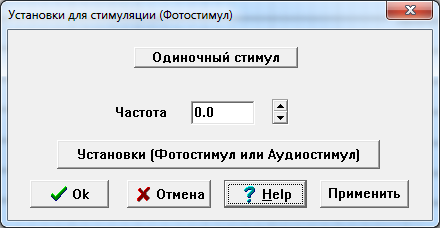 Установки для стимуляции (Фотостимул)
Одиночный стимул
Частота 0.0
Установки (Фотостимул или Аудиостимул)
Ok Отмена Help Применить